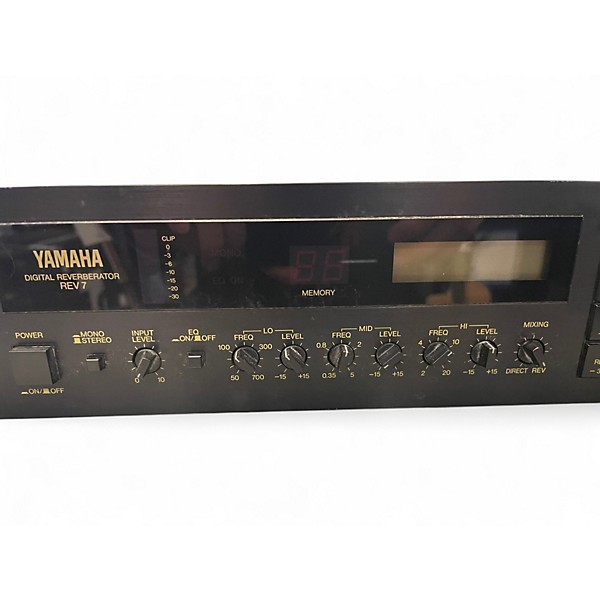 YAMAHA
DIGITAL REVERBERATOR
REV 7
CLIP
0
-3
-6
-10
-15
-20
-30
MEMORY
POWER
ON/OFF
MONO
STEREO
INPUT
LEVEL
0 10
EQ
ON/OFF
LO
FREQ LEVEL
100 300
50 700 -15 +15
MID
FREQ LEVEL
0.8 2
0.35 5 -15 +15
HI
FREQ LEVEL
4 10
2 20 -15 +15
MIXING
DIRECT REV